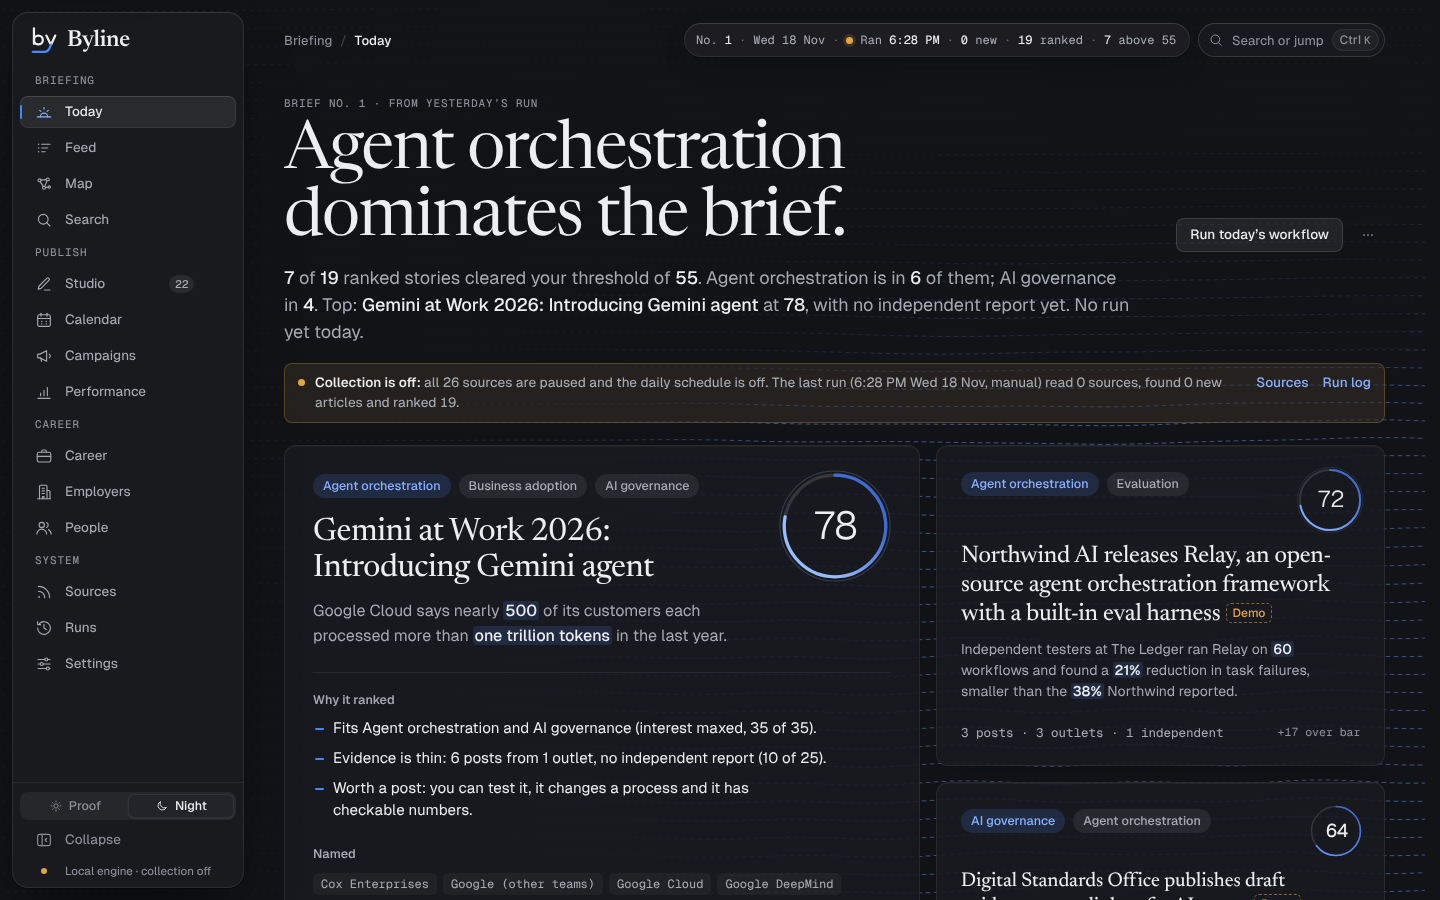 by Byline
BRIEFING
Today
Feed
Map
Search
PUBLISH
Studio 22
Calendar
Campaigns
Performance
CAREER
Career
Employers
People
SYSTEM
Sources
Runs
Settings
Proof Night
Collapse
Local engine · collection off
Briefing / Today
No. 1 · Wed 18 Nov · Ran 6:28 PM · 0 new · 19 ranked · 7 above 55
Search or jump Ctrl K
BRIEF NO. 1 · FROM YESTERDAY'S RUN
Agent orchestration
dominates the brief.
Run today's workflow ...
7 of 19 ranked stories cleared your threshold of 55. Agent orchestration is in 6 of them; AI governance
in 4. Top: Gemini at Work 2026: Introducing Gemini agent at 78, with no independent report yet. No run
yet today.
Collection is off: all 26 sources are paused and the daily schedule is off. The last run (6:28 PM Wed 18 Nov, manual) read 0 sources, found 0 new
articles and ranked 19.
Sources Run log
Agent orchestration Business adoption AI governance
78
Gemini at Work 2026:
Introducing Gemini agent
Google Cloud says nearly 500 of its customers each
processed more than one trillion tokens in the last year.
Why it ranked
– Fits Agent orchestration and AI governance (interest maxed, 35 of 35).
– Evidence is thin: 6 posts from 1 outlet, no independent report (10 of 25).
– Worth a post: you can test it, it changes a process and it has
checkable numbers.
Named
Cox Enterprises Google (other teams) Google Cloud Google DeepMind
Agent orchestration Evaluation
72
Northwind AI releases Relay, an open-
source agent orchestration framework
with a built-in eval harness Demo
Independent testers at The Ledger ran Relay on 60
workflows and found a 21% reduction in task failures,
smaller than the 38% Northwind reported.
3 posts · 3 outlets · 1 independent +17 over bar
AI governance Agent orchestration
64
Digital Standards Office publishes draft